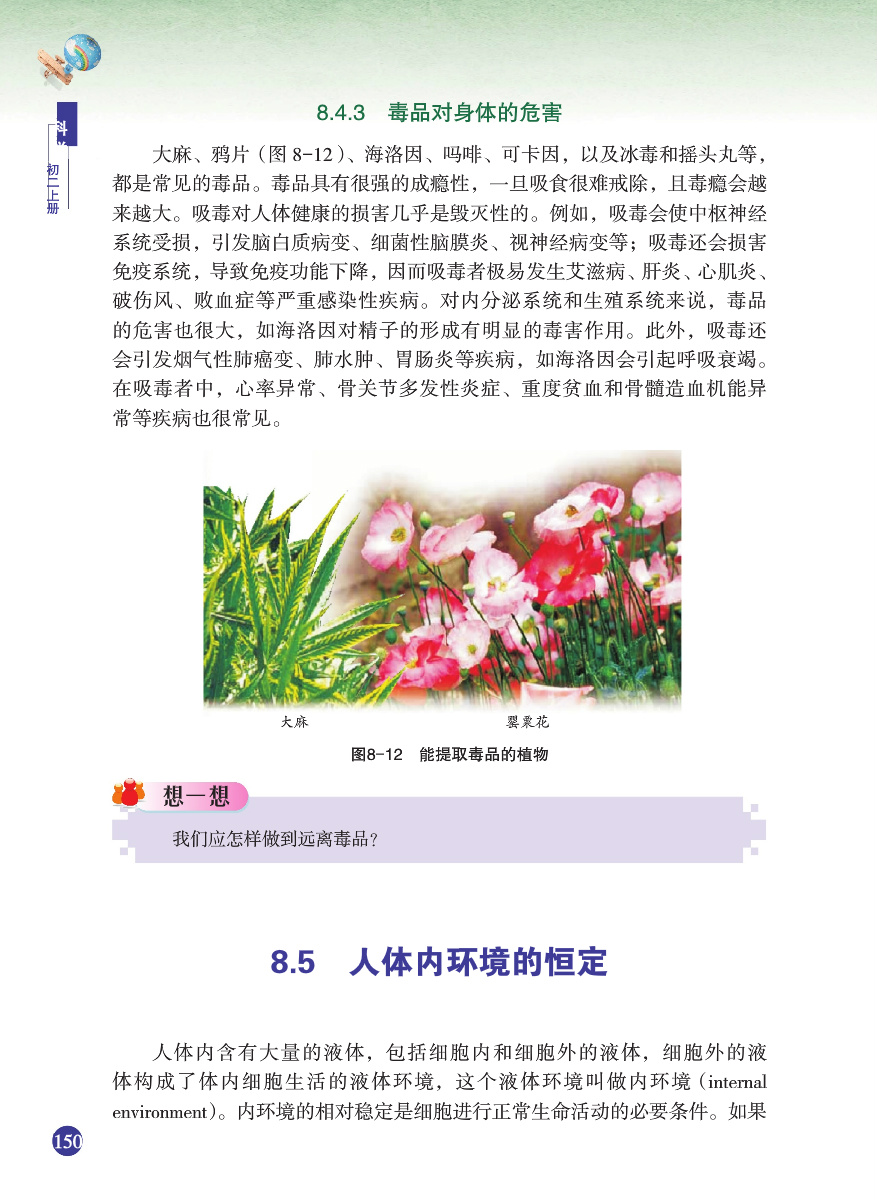 科
初二上册
8.4.3 毒品对身体的危害
大麻、鸦片（图 8-12）、海洛因、吗啡、可卡因，以及冰毒和摇头丸等，
都是常见的毒品。毒品具有很强的成瘾性，一旦吸食很难戒除，且毒瘾会越
来越大。吸毒对人体健康的损害几乎是毁灭性的。例如，吸毒会使中枢神经
系统受损，引发脑白质病变、细菌性脑膜炎、视神经病变等；吸毒还会损害
免疫系统，导致免疫功能下降，因而吸毒者极易发生艾滋病、肝炎、心肌炎、
破伤风、败血症等严重感染性疾病。对内分泌系统和生殖系统来说，毒品
的危害也很大，如海洛因对精子的形成有明显的毒害作用。此外，吸毒还
会引发烟气性肺癌变、肺水肿、胃肠炎等疾病，如海洛因会引起呼吸衰竭。
在吸毒者中，心率异常、骨关节多发性炎症、重度贫血和骨髓造血机能异
常等疾病也很常见。
大麻
罂粟花
图8-12 能提取毒品的植物
想一想
我们应怎样做到远离毒品？
8.5 人体内环境的恒定
人体内含有大量的液体，包括细胞内和细胞外的液体，细胞外的液
体构成了体内细胞生活的液体环境，这个液体环境叫做内环境（internal
environment）。内环境的相对稳定是细胞进行正常生命活动的必要条件。如果
150